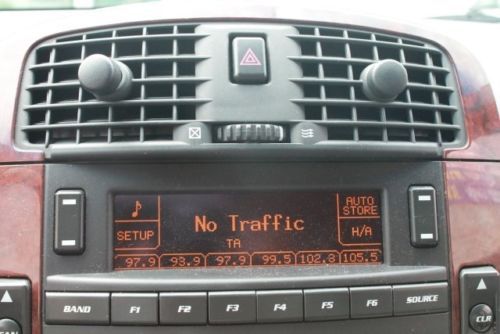 No Traffic
AUTO
STORE
SETUP
TA
H/A
97.9 93.9 97.9 99.5 102.3 105.5
BAND F1 F2 F3 F4 F5 F6 SOURCE
CLR